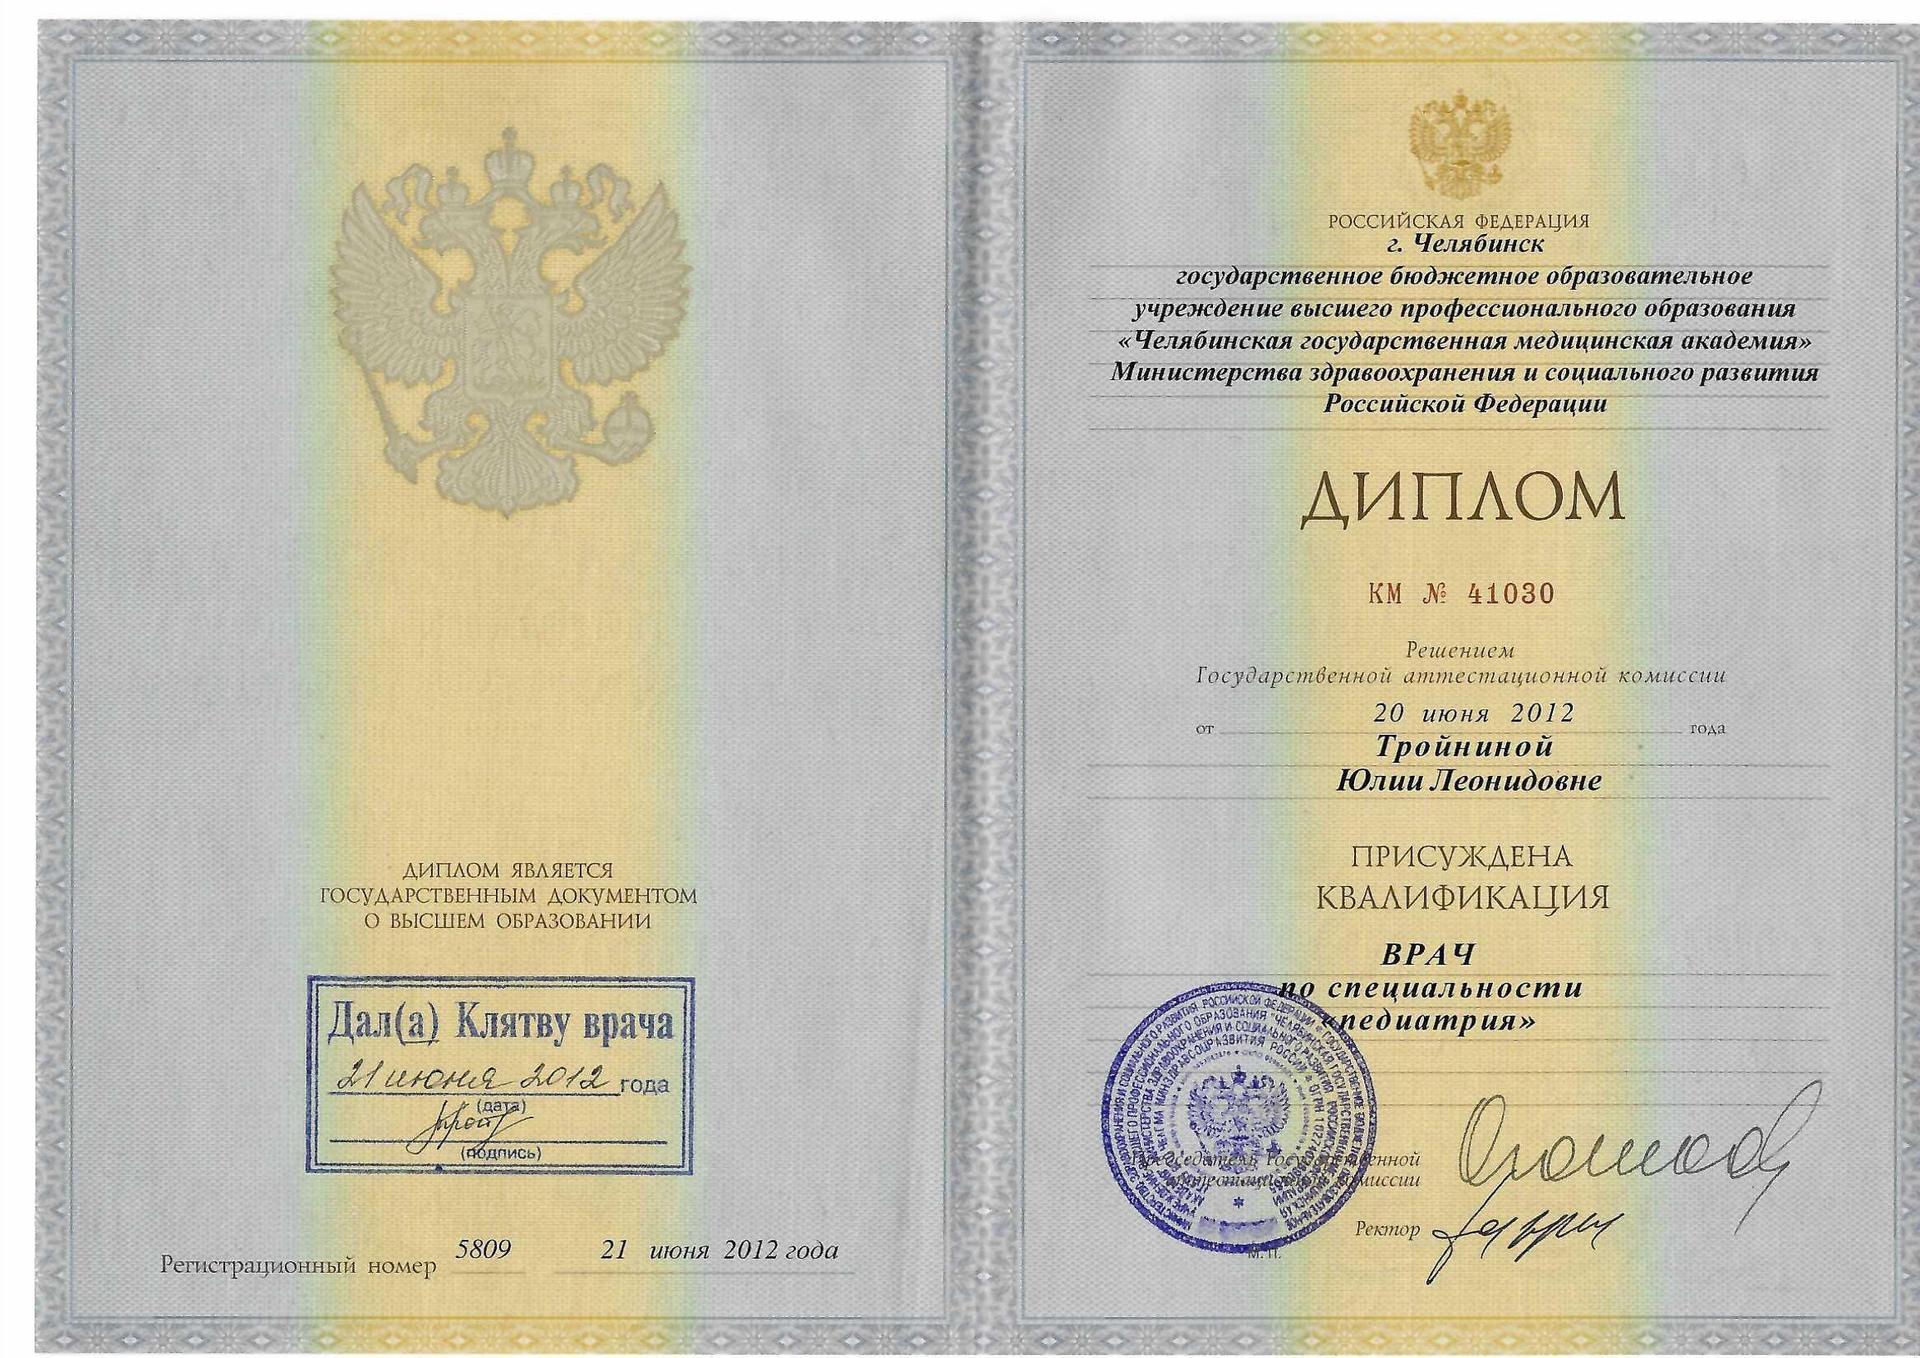 ДИПЛОМ ЯВЛЯЕТСЯ
ГОСУДАРСТВЕННЫМ ДОКУМЕНТОМ
О ВЫСШЕМ ОБРАЗОВАНИИ
Дал(а) Клятву врача
21 июня 2012 года
(дата)
(подпись)
Регистрационный номер 5809 21 июня 2012 года
РОССИЙСКАЯ ФЕДЕРАЦИЯ
г. Челябинск
государственное бюджетное образовательное
учреждение высшего профессионального образования
«Челябинская государственная медицинская академия»
Министерства здравоохранения и социального развития
Российской Федерации
ДИПЛОМ
КМ № 41030
Решением
Государственной аттестационной комиссии
от 20 июня 2012 года
Тройниной
Юлии Леонидовне
ПРИСУЖДЕНА
КВАЛИФИКАЦИЯ
ВРАЧ
по специальности
«педиатрия»
Председатель Государственной
аттестационной комиссии
Ректор
М. П.